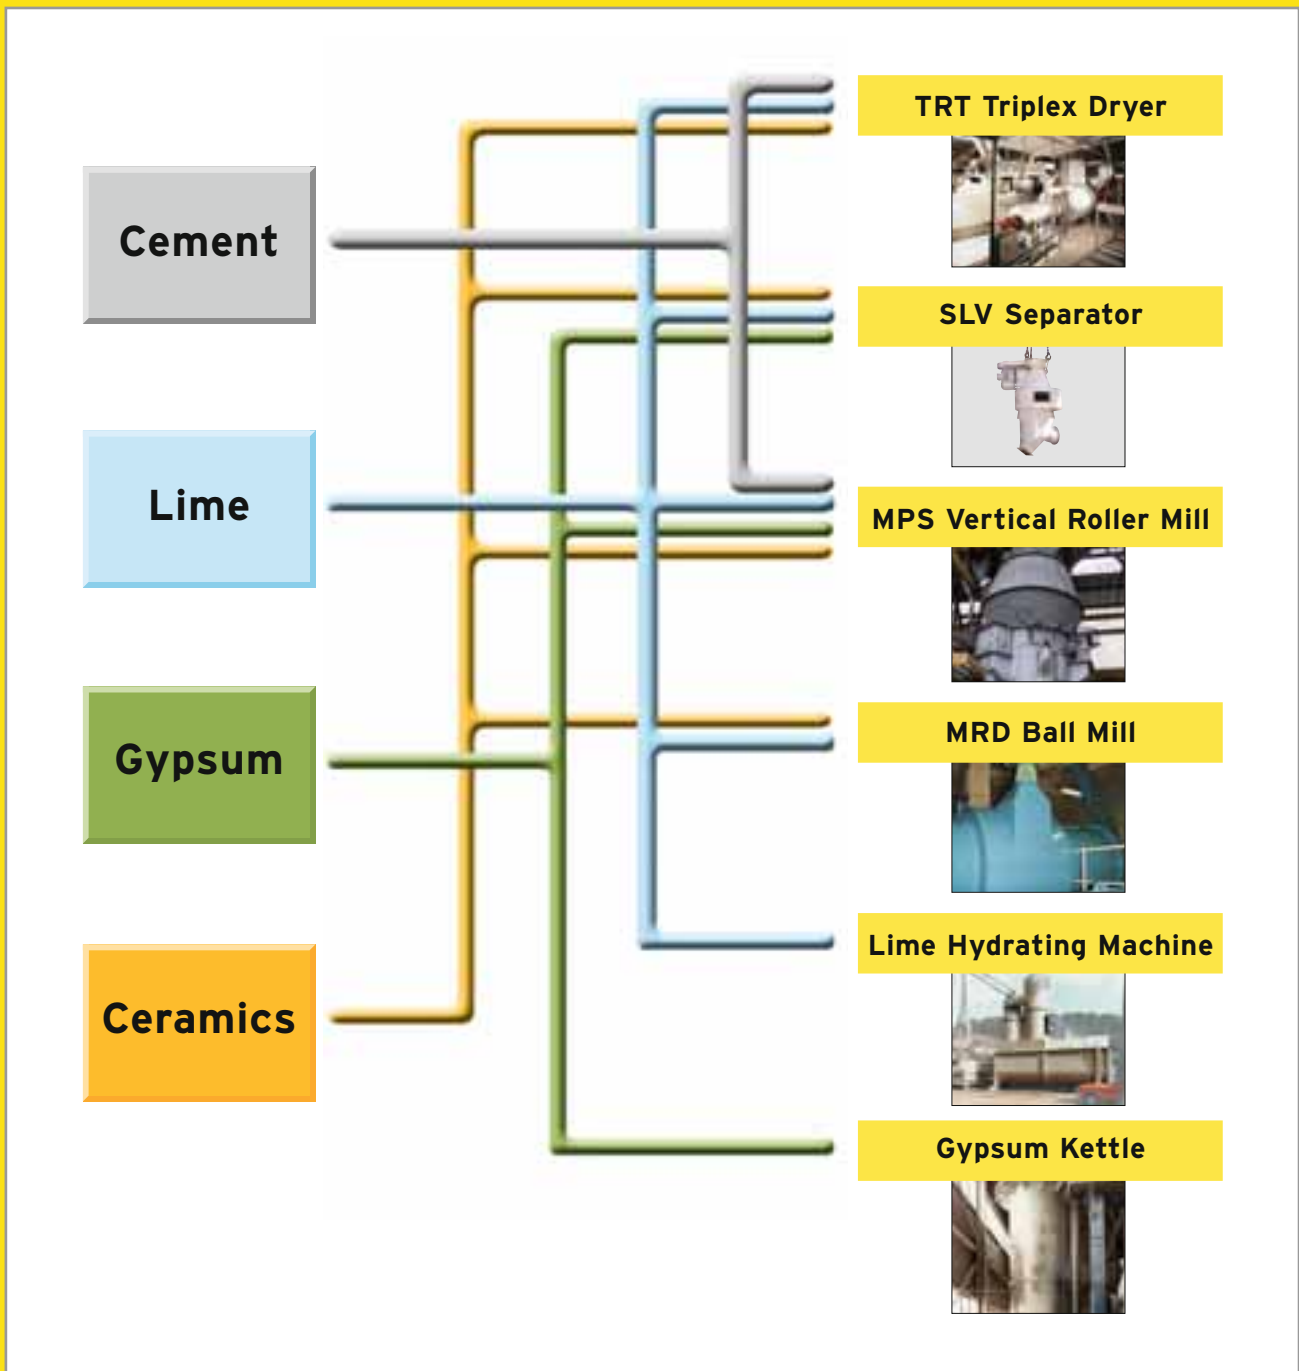 Cement
Lime
Gypsum
Ceramics
TRT Triplex Dryer
SLV Separator
MPS Vertical Roller Mill
MRD Ball Mill
Lime Hydrating Machine
Gypsum Kettle